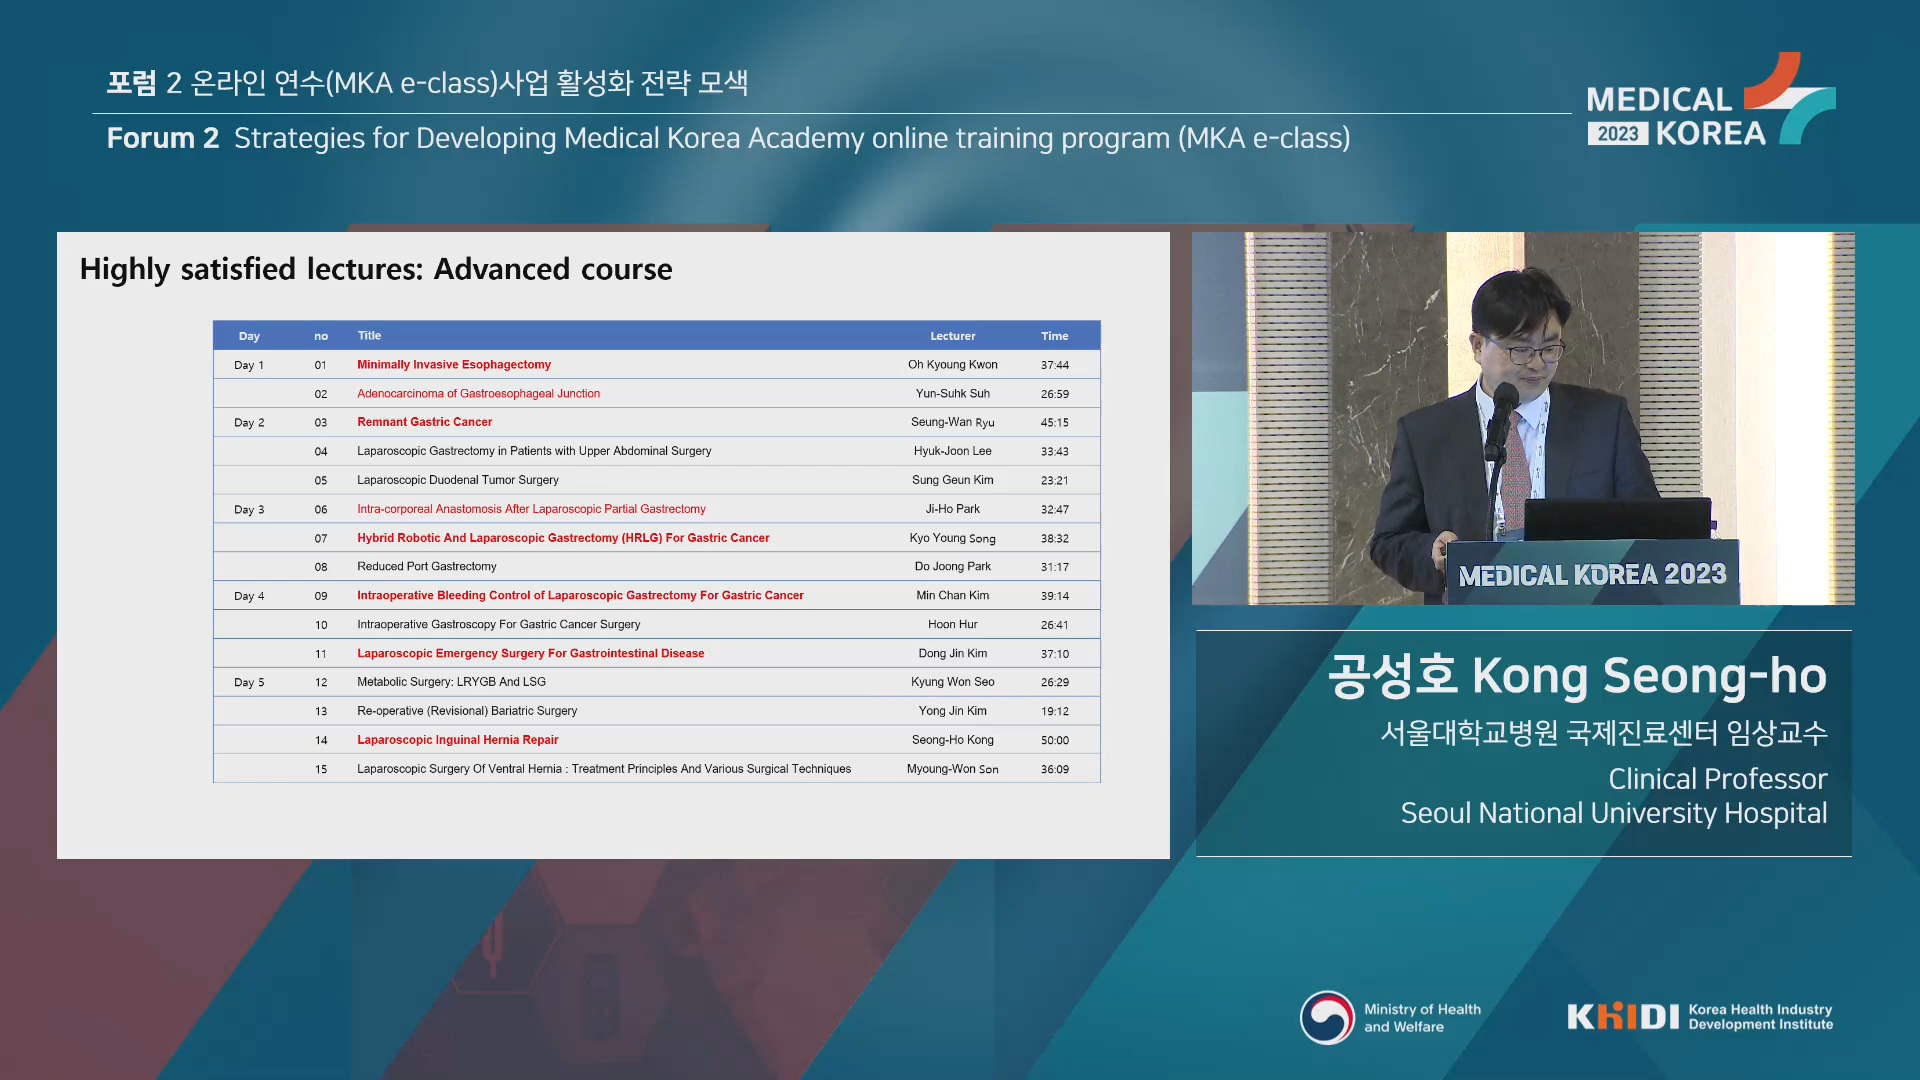 포럼 2 온라인 연수(MKA e-class)사업 활성화 전략 모색
Forum 2 Strategies for Developing Medical Korea Academy online training program (MKA e-class)
MEDICAL
2023 KOREA
Highly satisfied lectures: Advanced course
Day no Title Lecturer Time
Day 1 01 Minimally Invasive Esophagectomy Oh Kyoung Kwon 37:44
02 Adenocarcinoma of Gastroesophageal Junction Yun-Suhk Suh 26:59
Day 2 03 Remnant Gastric Cancer Seung-Wan Ryu 45:15
04 Laparoscopic Gastrectomy in Patients with Upper Abdominal Surgery Hyuk-Joon Lee 33:43
05 Laparoscopic Duodenal Tumor Surgery Sung Geun Kim 23:21
Day 3 06 Intra-corporeal Anastomosis After Laparoscopic Partial Gastrectomy Ji-Ho Park 32:47
07 Hybrid Robotic And Laparoscopic Gastrectomy (HRLG) For Gastric Cancer Kyo Young Song 38:32
08 Reduced Port Gastrectomy Do Joong Park 31:17
Day 4 09 Intraoperative Bleeding Control of Laparoscopic Gastrectomy For Gastric Cancer Min Chan Kim 39:14
10 Intraoperative Gastroscopy For Gastric Cancer Surgery Hoon Hur 26:41
11 Laparoscopic Emergency Surgery For Gastrointestinal Disease Dong Jin Kim 37:10
Day 5 12 Metabolic Surgery: LRYGB And LSG Kyung Won Seo 26:29
13 Re-operative (Revisional) Bariatric Surgery Yong Jin Kim 19:12
14 Laparoscopic Inguinal Hernia Repair Seong-Ho Kong 50:00
15 Laparoscopic Surgery Of Ventral Hernia : Treatment Principles And Various Surgical Techniques Myoung-Won Son 36:09
MEDICAL KOREA 2023
공성호 Kong Seong-ho
서울대학교병원 국제진료센터 임상교수
Clinical Professor
Seoul National University Hospital
Ministry of Health
and Welfare
KHIDI Korea Health Industry
Development Institute